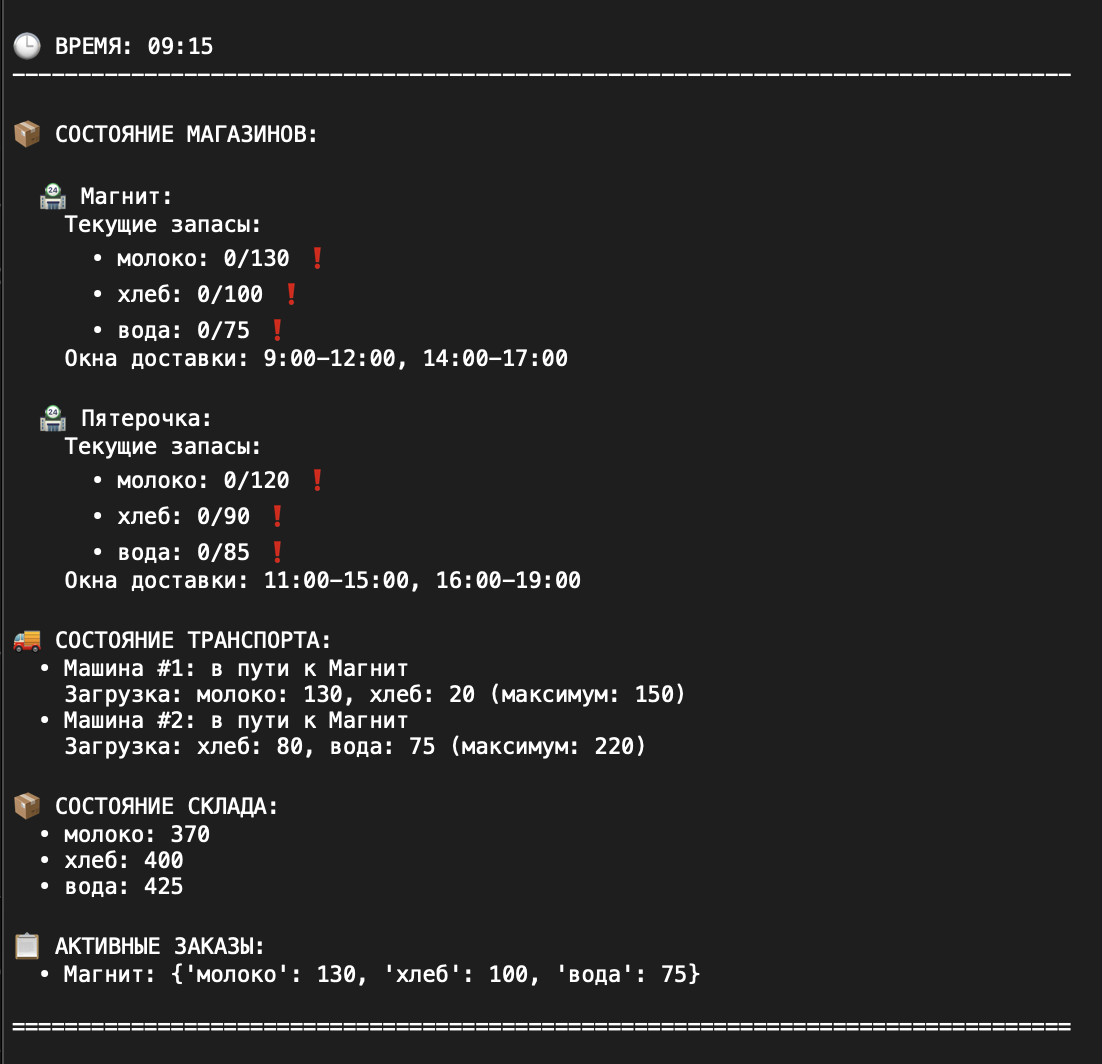 🕒 ВРЕМЯ: 09:15
--------------------------------------------------------------------------------
📦 СОСТОЯНИЕ МАГАЗИНОВ:
🏪 Магнит:
Текущие запасы:
• молоко: 0/130 ❗
• хлеб: 0/100 ❗
• вода: 0/75 ❗
Окна доставки: 9:00-12:00, 14:00-17:00
🏪 Пятерочка:
Текущие запасы:
• молоко: 0/120 ❗
• хлеб: 0/90 ❗
• вода: 0/85 ❗
Окна доставки: 11:00-15:00, 16:00-19:00
🚚 СОСТОЯНИЕ ТРАНСПОРТА:
• Машина #1: в пути к Магнит
Загрузка: молоко: 130, хлеб: 20 (максимум: 150)
• Машина #2: в пути к Магнит
Загрузка: хлеб: 80, вода: 75 (максимум: 220)
📦 СОСТОЯНИЕ СКЛАДА:
• молоко: 370
• хлеб: 400
• вода: 425
📋 АКТИВНЫЕ ЗАКАЗЫ:
• Магнит: {'молоко': 130, 'хлеб': 100, 'вода': 75}
================================================================================